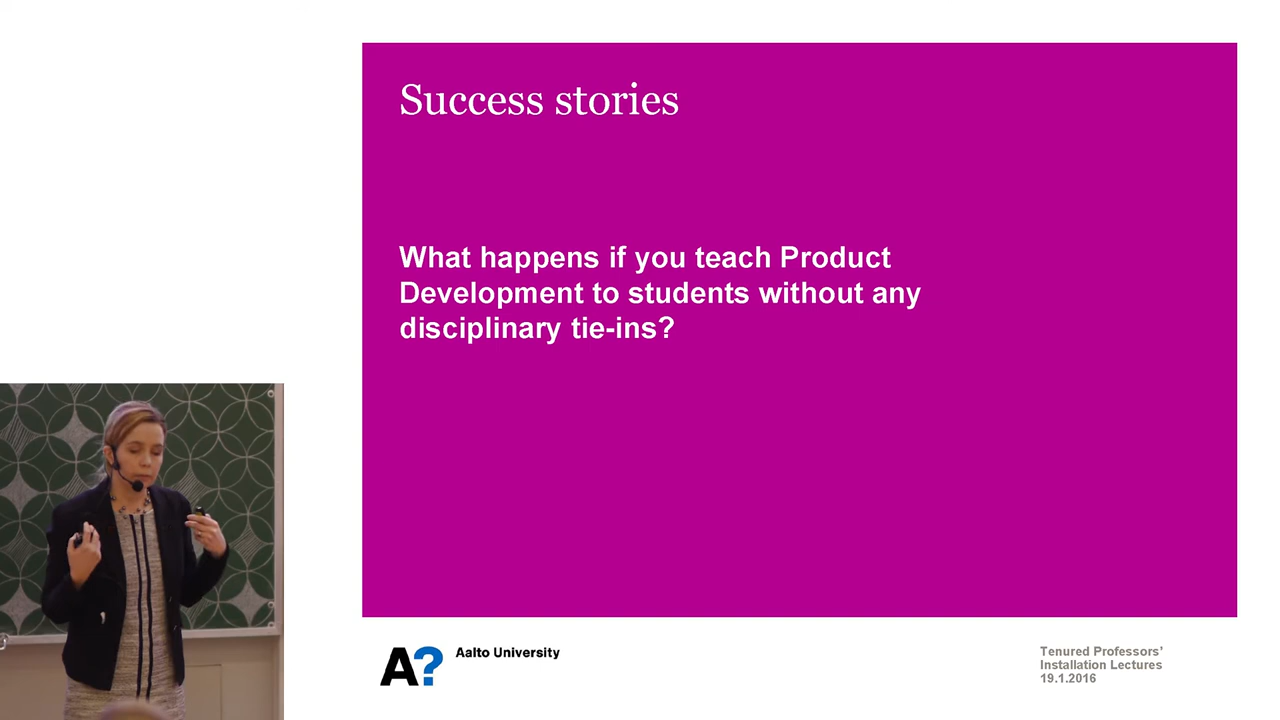 Success stories
What happens if you teach Product
Development to students without any
disciplinary tie-ins?
A? Aalto University
Tenured Professors'
Installation Lectures
19.1.2016